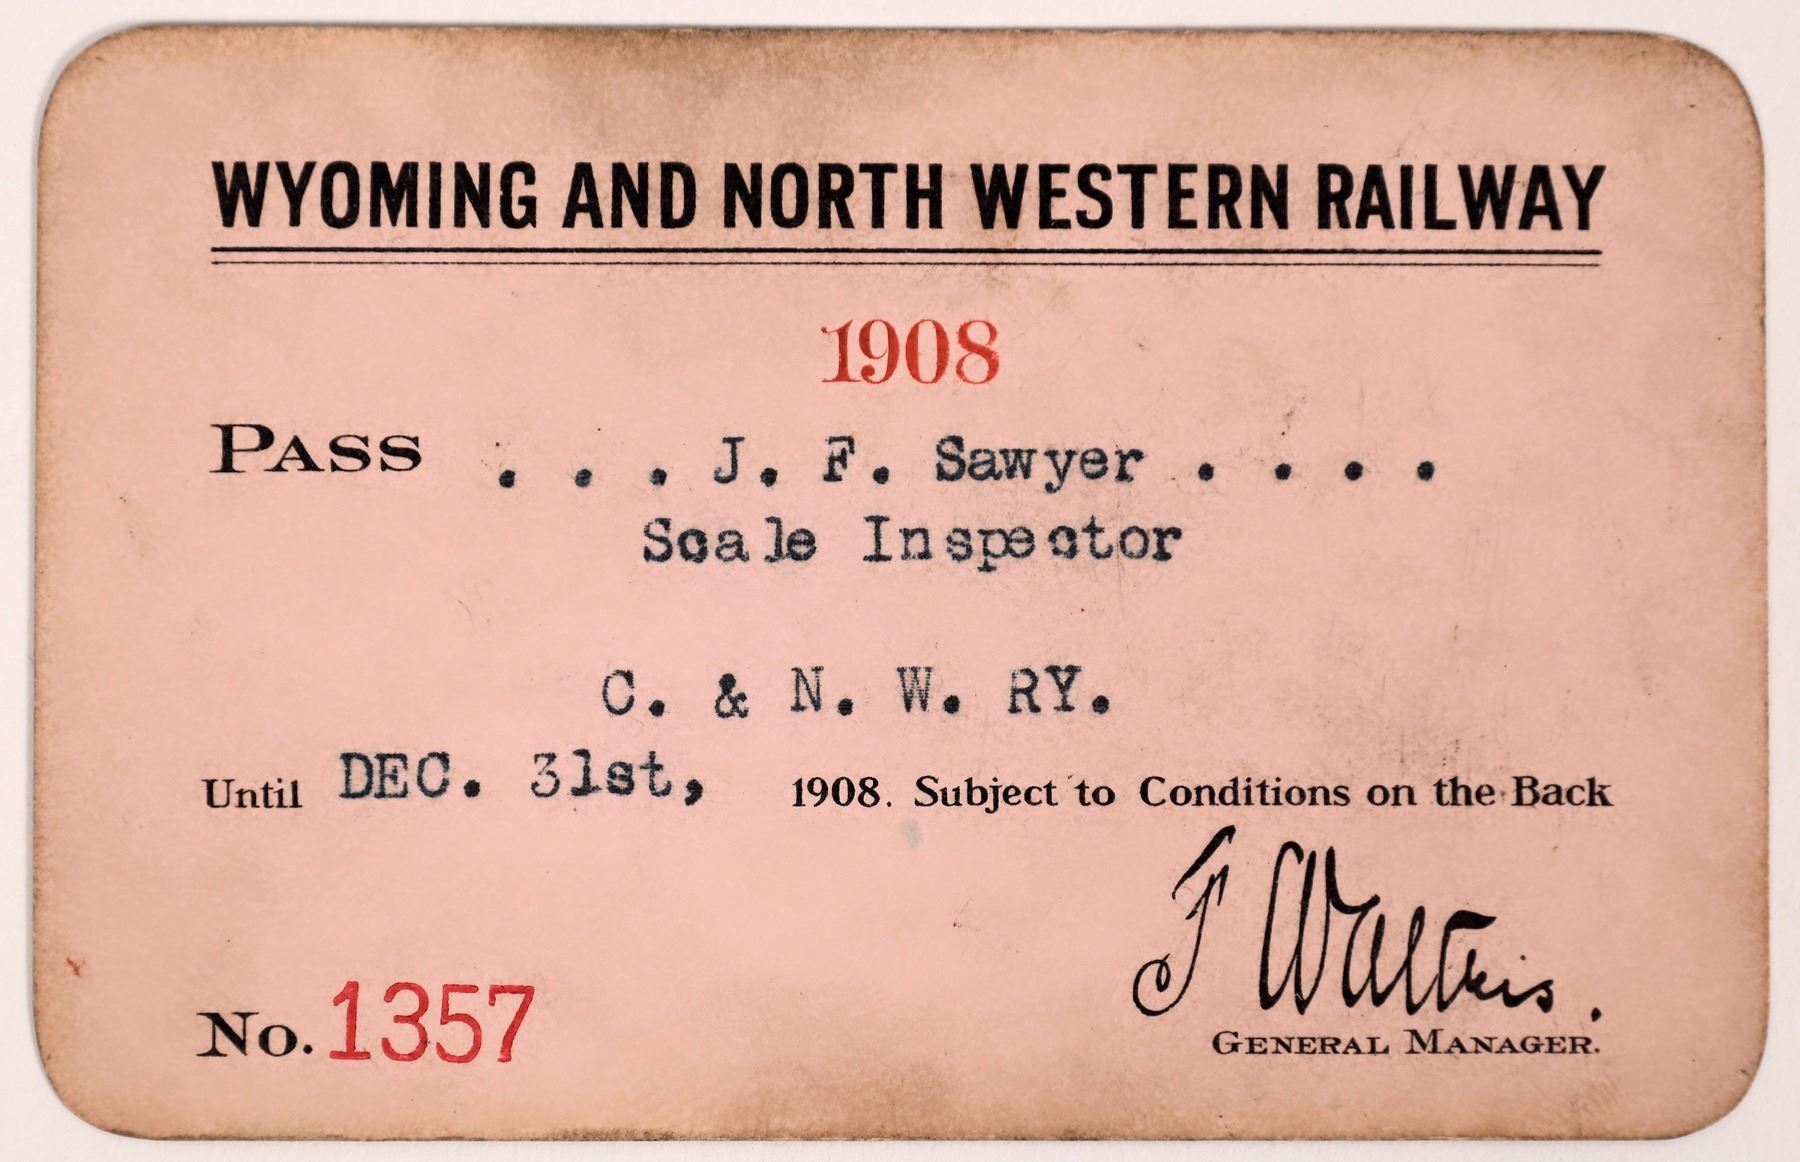 WYOMING AND NORTH WESTERN RAILWAY
1908
PASS . . . J. F. Sawyer . . . .
Scale Inspector
C. & N. W. RY.
Until DEC. 31st, 1908. Subject to Conditions on the Back
F Walters.
GENERAL MANAGER.
No. 1357